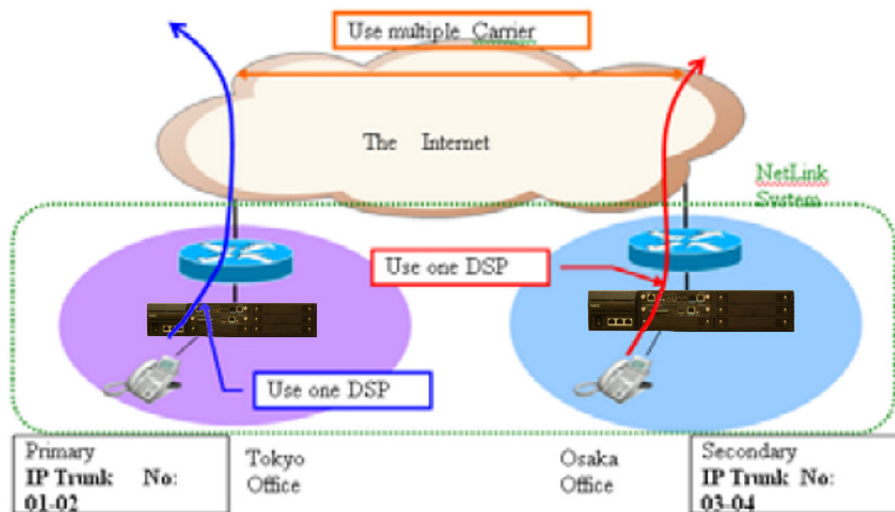 Use multiple Carrier
The Internet
NetLink
System
Use one DSP
Use one DSP
Primary
IP Trunk No:
01-02
Tokyo
Office
Osaka
Office
Secondary
IP Trunk No:
03-04